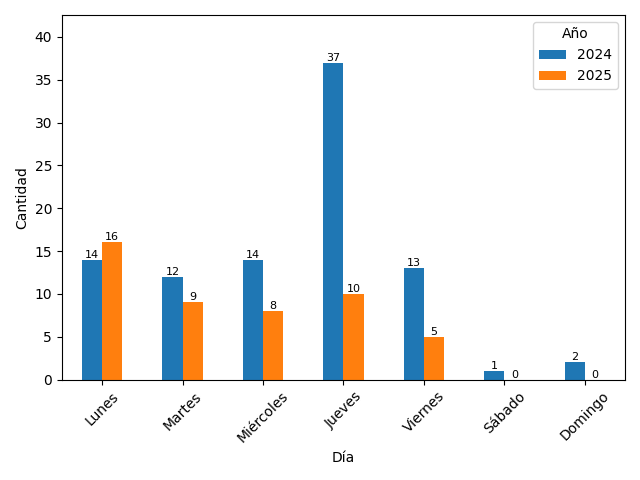 Año
2024
2025
40
35
30
25
20
15
10
5
0
Cantidad
14
16
12
9
14
8
37
10
13
5
1
0
2
0
Lunes
Martes
Miércoles
Jueves
Viernes
Sábado
Domingo
Día